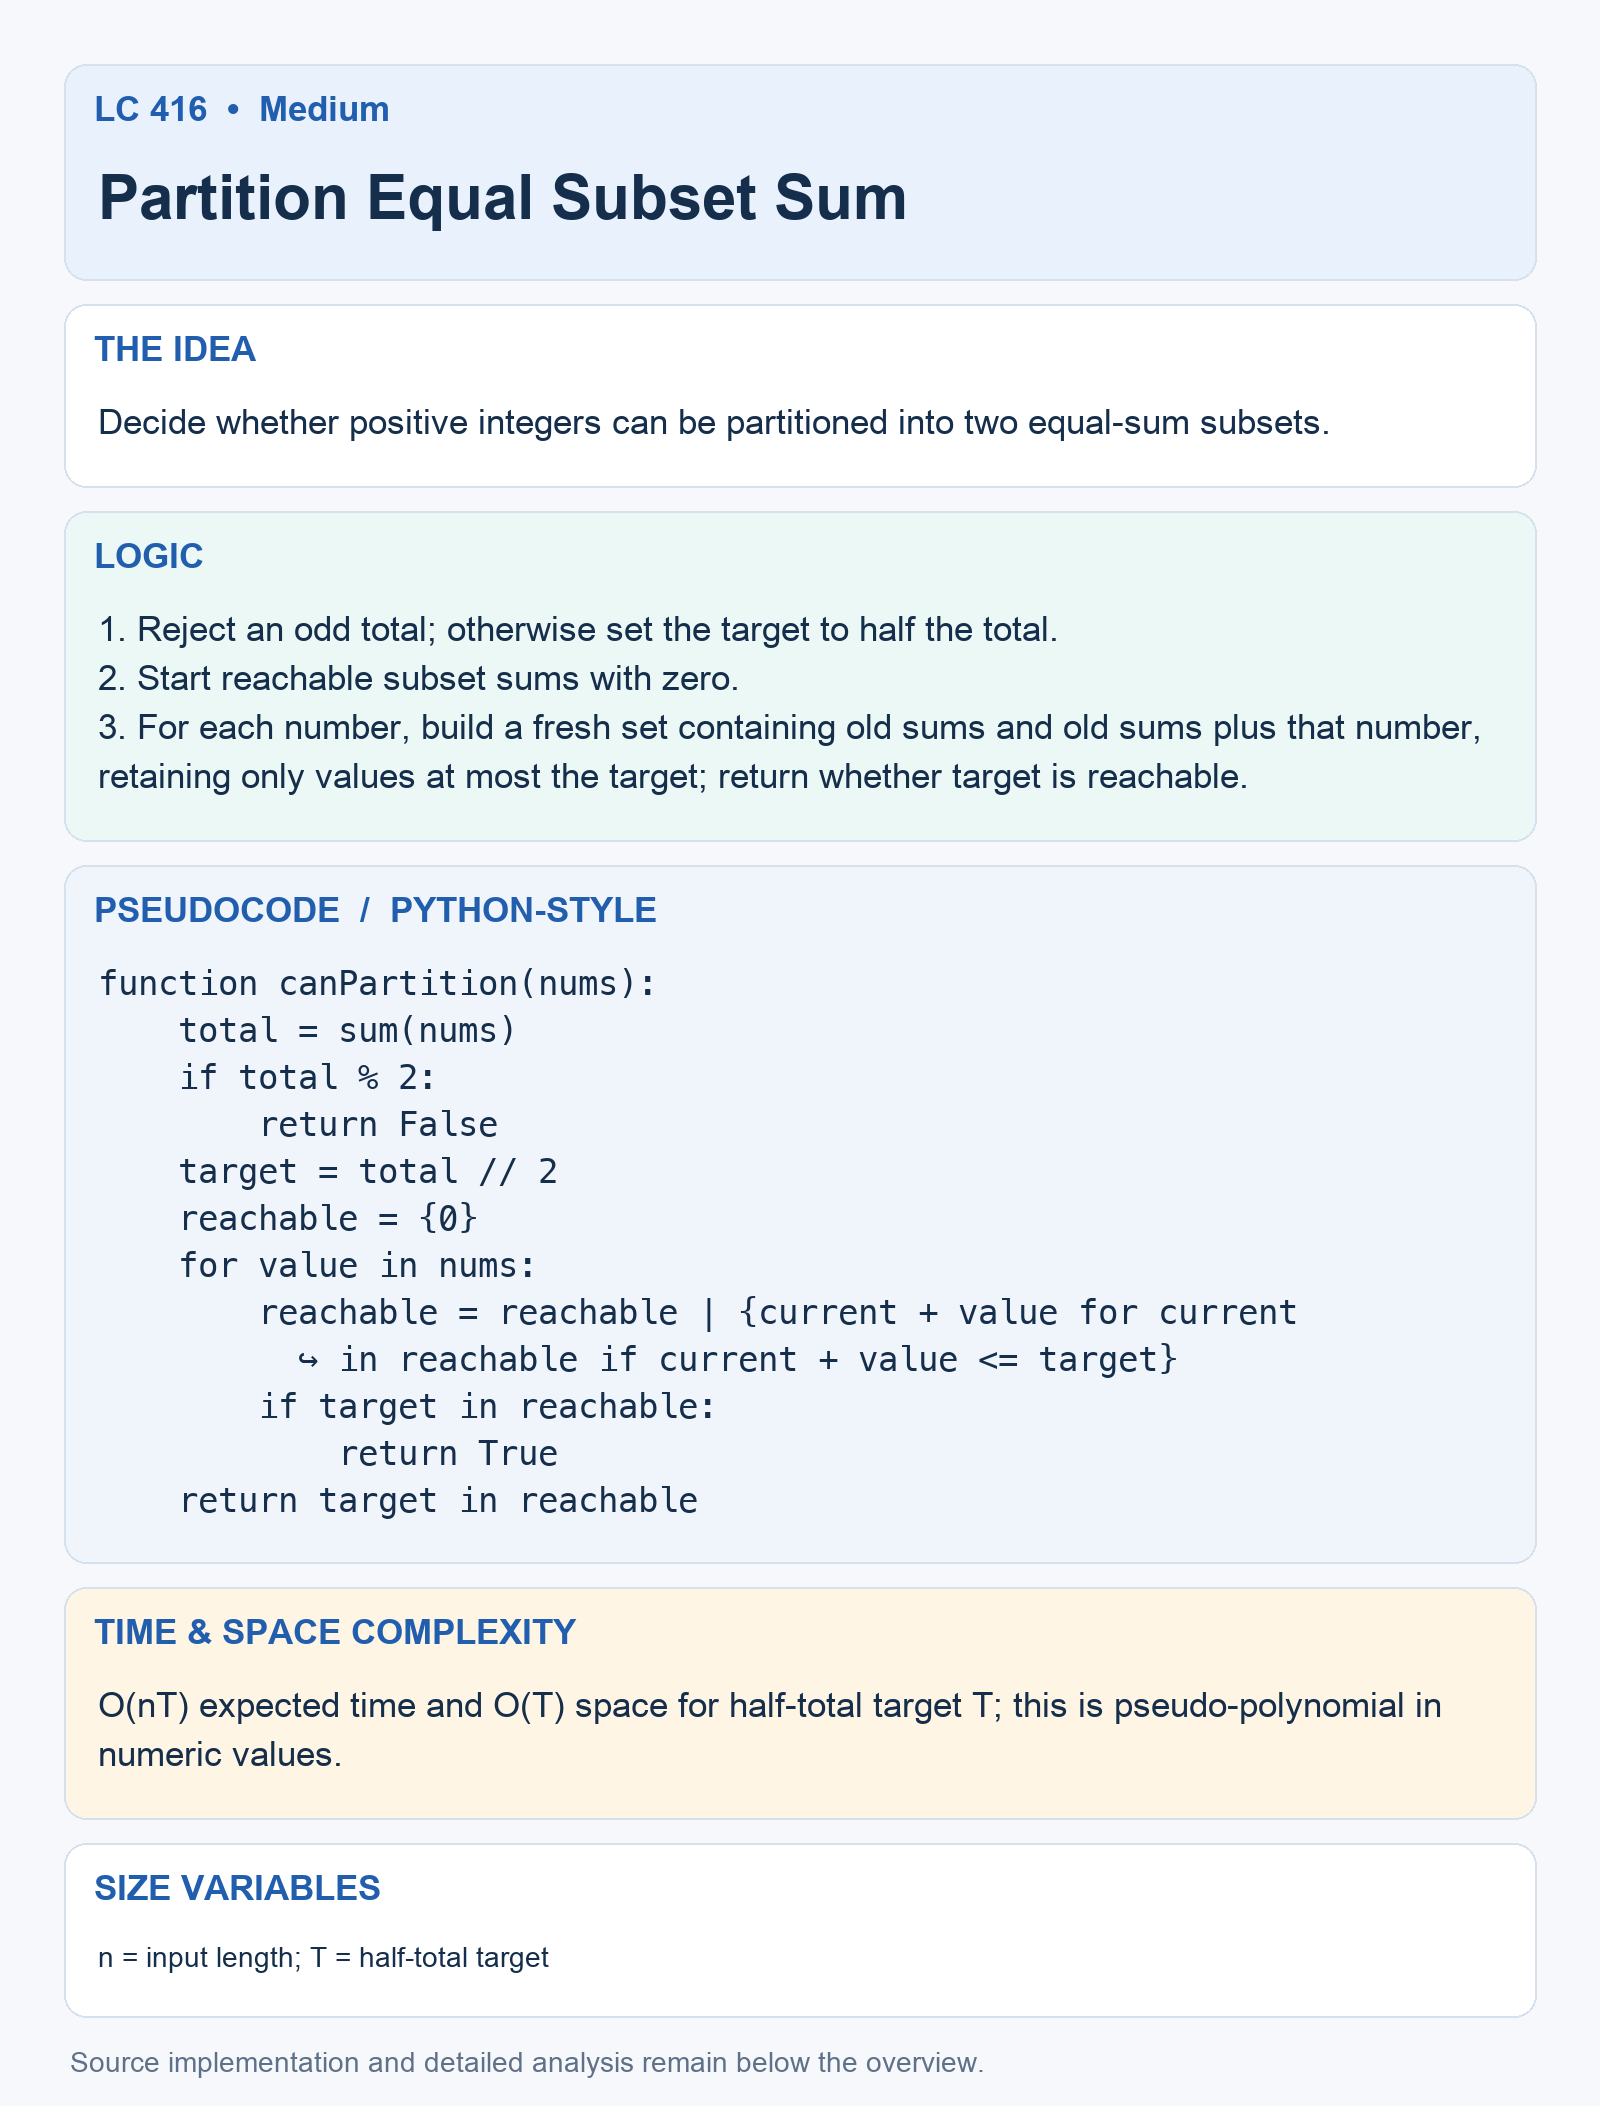 LC 416 • Medium
Partition Equal Subset Sum
THE IDEA
Decide whether positive integers can be partitioned into two equal-sum subsets.
LOGIC
1. Reject an odd total; otherwise set the target to half the total.
2. Start reachable subset sums with zero.
3. For each number, build a fresh set containing old sums and old sums plus that number,
retaining only values at most the target; return whether target is reachable.
PSEUDOCODE / PYTHON-STYLE
function canPartition(nums):
    total = sum(nums)
    if total % 2:
        return False
    target = total // 2
    reachable = {0}
    for value in nums:
        reachable = reachable | {current + value for current
          ↪ in reachable if current + value <= target}
        if target in reachable:
            return True
    return target in reachable
TIME & SPACE COMPLEXITY
O(nT) expected time and O(T) space for half-total target T; this is pseudo-polynomial in
numeric values.
SIZE VARIABLES
n = input length; T = half-total target
Source implementation and detailed analysis remain below the overview.